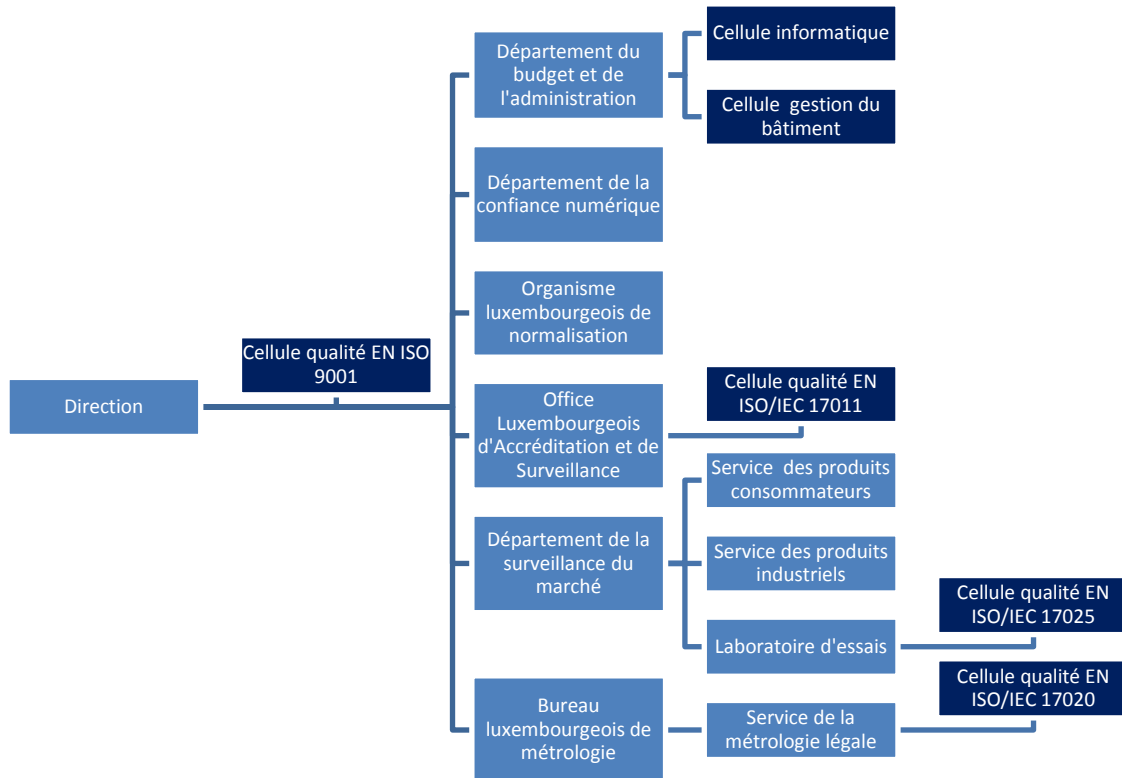 Direction
Cellule qualité EN ISO
9001
Département du
budget et de
l'administration
Cellule informatique
Cellule gestion du
bâtiment
Département de la
confiance numérique
Organisme
luxembourgeois de
normalisation
Office
Luxembourgeois
d'Accréditation et de
Surveillance
Cellule qualité EN
ISO/IEC 17011
Département de la
surveillance du
marché
Service des produits
consommateurs
Service des produits
industriels
Laboratoire d'essais
Cellule qualité EN
ISO/IEC 17025
Bureau
luxembourgeois de
métrologie
Service de la
métrologie légale
Cellule qualité EN
ISO/IEC 17020